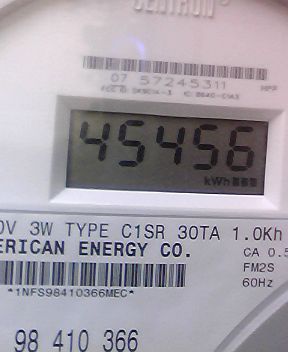 CENTRON®
07 57245311
45456
kWh
0V 3W TYPE C1SR 30TA 1.0Kh
ERICAN ENERGY CO.
CA 0.5
FM2S
60Hz
*1NFS98410366MEC*
98 410 366